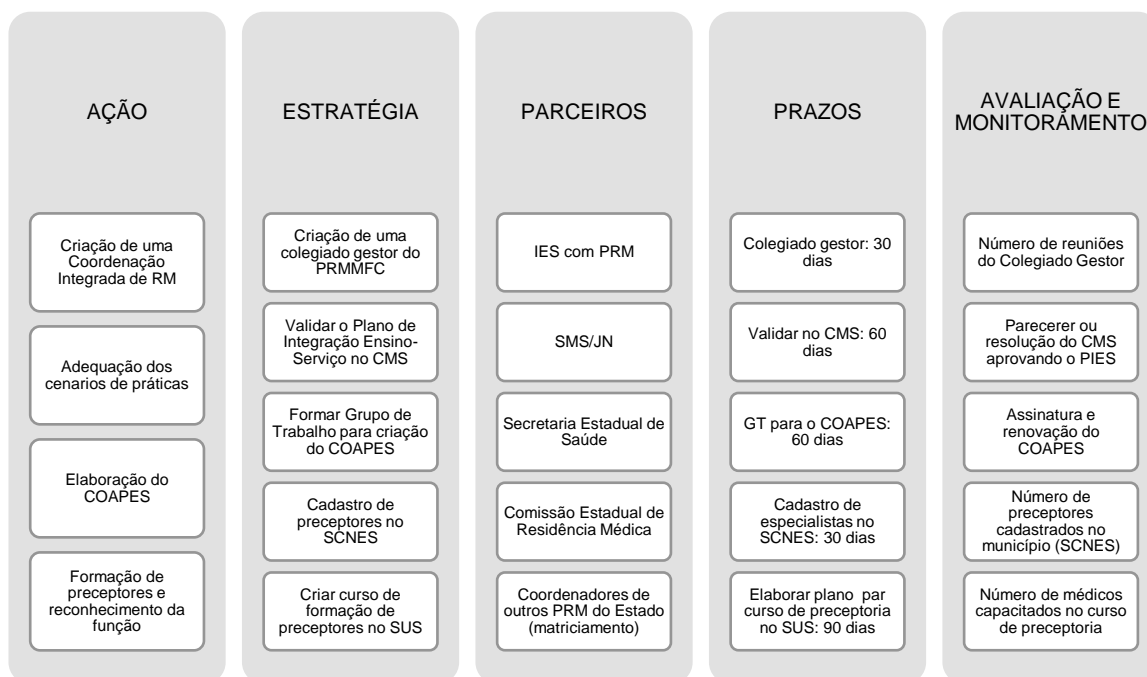 AÇÃO
Criação de uma
Coordenação
Integrada de RM
Adequação dos
cenarios de práticas
Elaboração do
COAPES
Formação de
preceptores e
reconhecimento da
função
ESTRATÉGIA
Criação de uma
colegiado gestor do
PRMMFC
Validar o Plano de
Integração Ensino-
Serviço no CMS
Formar Grupo de
Trabalho para criação
do COAPES
Cadastro de
preceptores no
SCNES
Criar curso de
formação de
preceptores no SUS
PARCEIROS
IES com PRM
SMS/JN
Secretaria Estadual de
Saúde
Comissão Estadual de
Residência Médica
Coordenadores de
outros PRM do Estado
(matriciamento)
PRAZOS
Colegiado gestor: 30
dias
Validar no CMS: 60
dias
GT para o COAPES:
60 dias
Cadastro de
especialistas no
SCNES: 30 dias
Elaborar plano par
curso de preceptoria
no SUS: 90 dias
AVALIAÇÃO E
MONITORAMENTO
Número de reuniões
do Colegiado Gestor
Parecerer ou
resolução do CMS
aprovando o PIES
Assinatura e
renovação do
COAPES
Número de
preceptores
cadastrados no
município (SCNES)
Número de médicos
capacitados no curso
de preceptoria